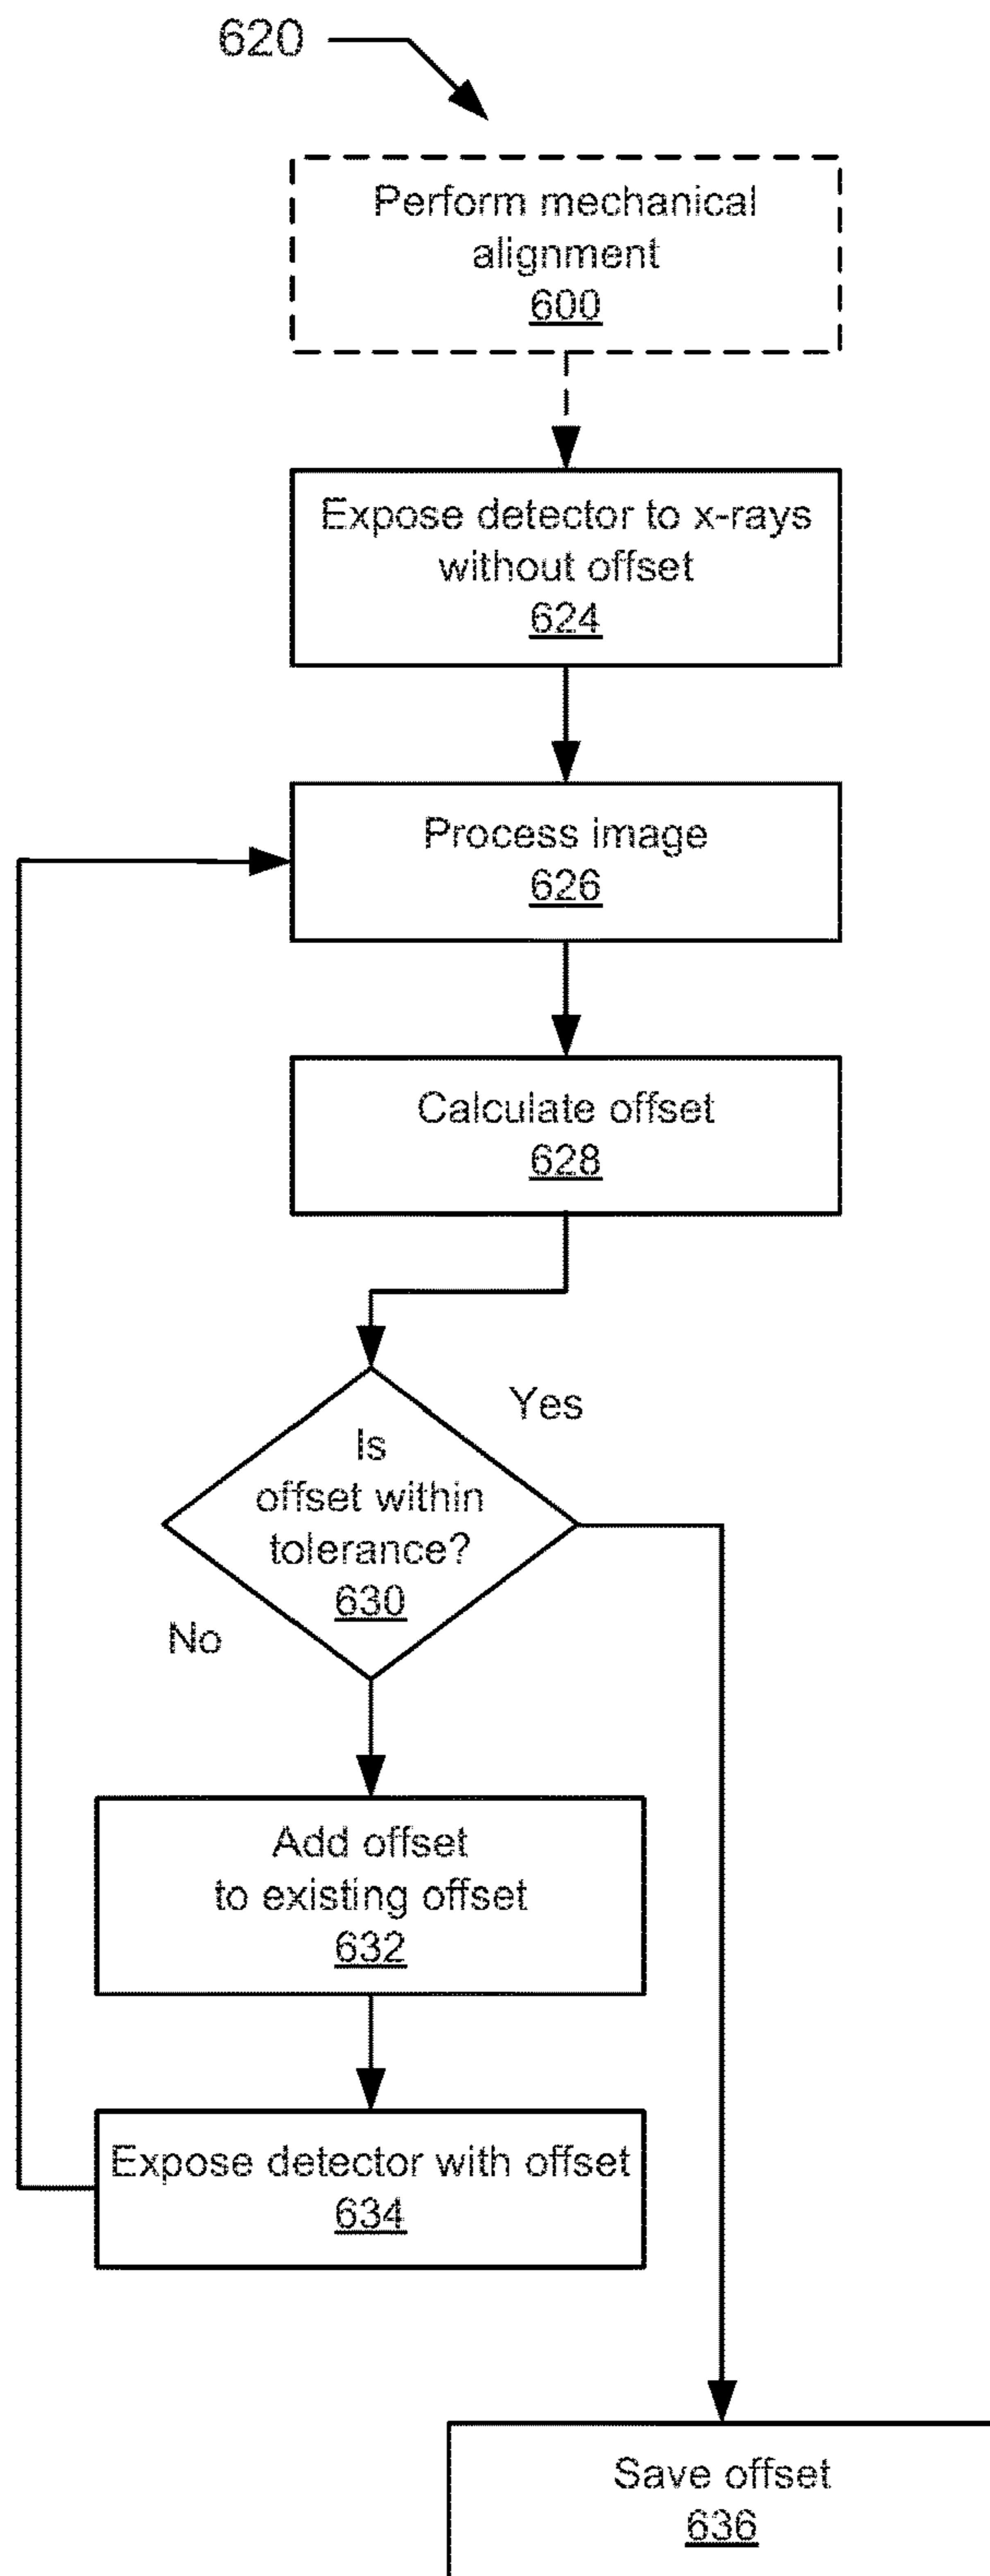 620
Perform mechanical
alignment
600
Expose detector to x-rays
without offset
624
Process image
626
Calculate offset
628
Yes
Is
offset within
tolerance?
630
No
Add offset
to existing offset
632
Expose detector with offset
634
Save offset
636